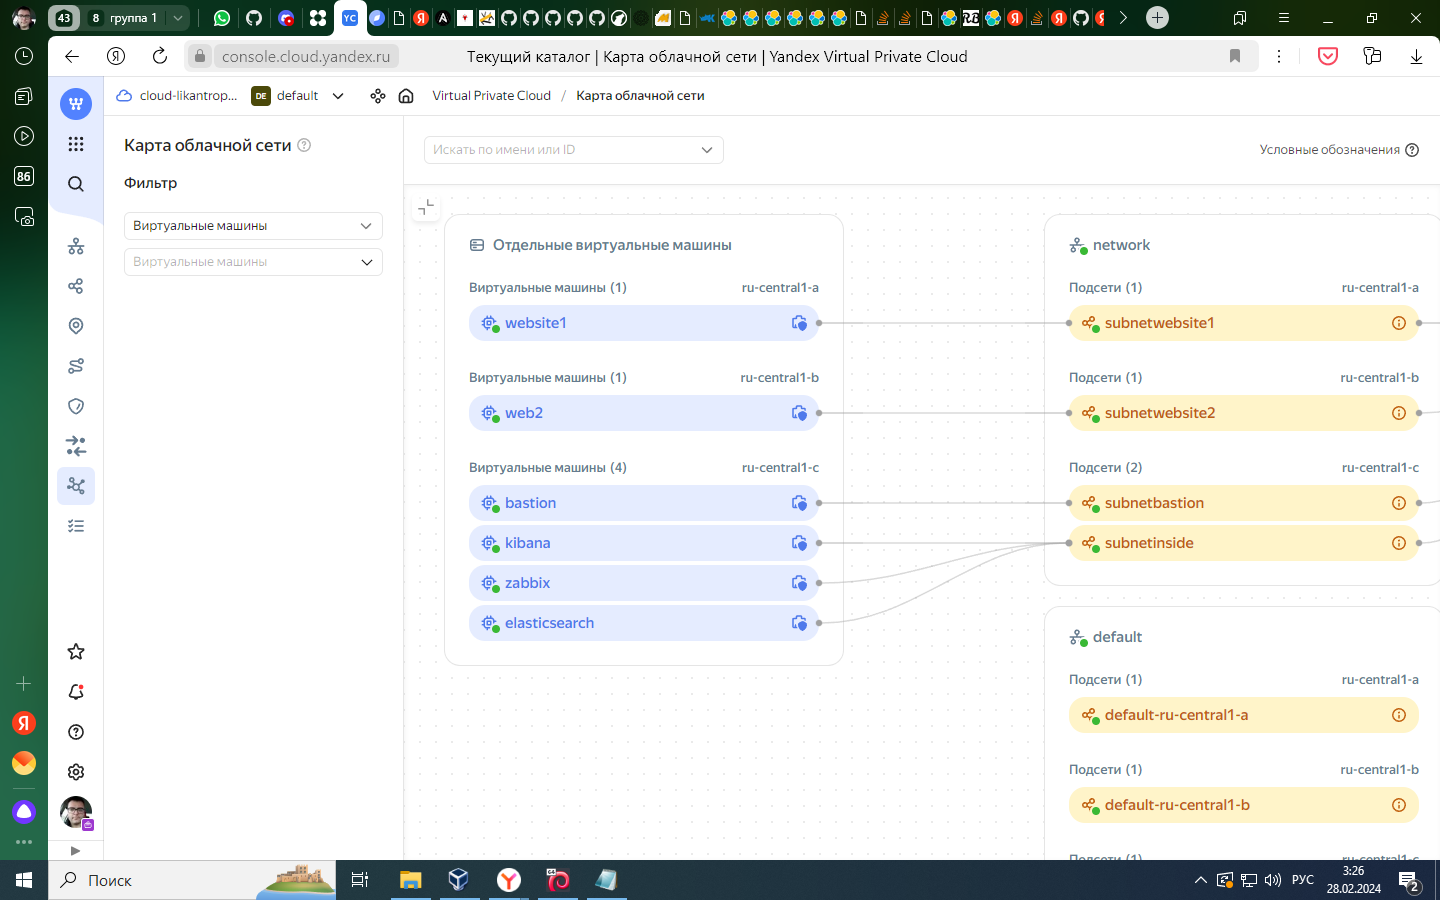 43
8 группа 1
YC
console.cloud.yandex.ru
Текущий каталог | Карта облачной сети | Yandex Virtual Private Cloud
cloud-likantrop...
DE default
Virtual Private Cloud / Карта облачной сети
86
Карта облачной сети
Фильтр
Виртуальные машины
Виртуальные машины
Искать по имени или ID
Условные обозначения
Отдельные виртуальные машины
Виртуальные машины (1) ru-central1-a
website1
Виртуальные машины (1) ru-central1-b
web2
Виртуальные машины (4) ru-central1-c
bastion
kibana
zabbix
elasticsearch
network
Подсети (1) ru-central1-a
subnetwebsite1
Подсети (1) ru-central1-b
subnetwebsite2
Подсети (2) ru-central1-c
subnetbastion
subnetinside
default
Подсети (1) ru-central1-a
default-ru-central1-a
Подсети (1) ru-central1-b
default-ru-central1-b
Подсети (1) ru-central1-c
Поиск
РУС
3:26
28.02.2024
2